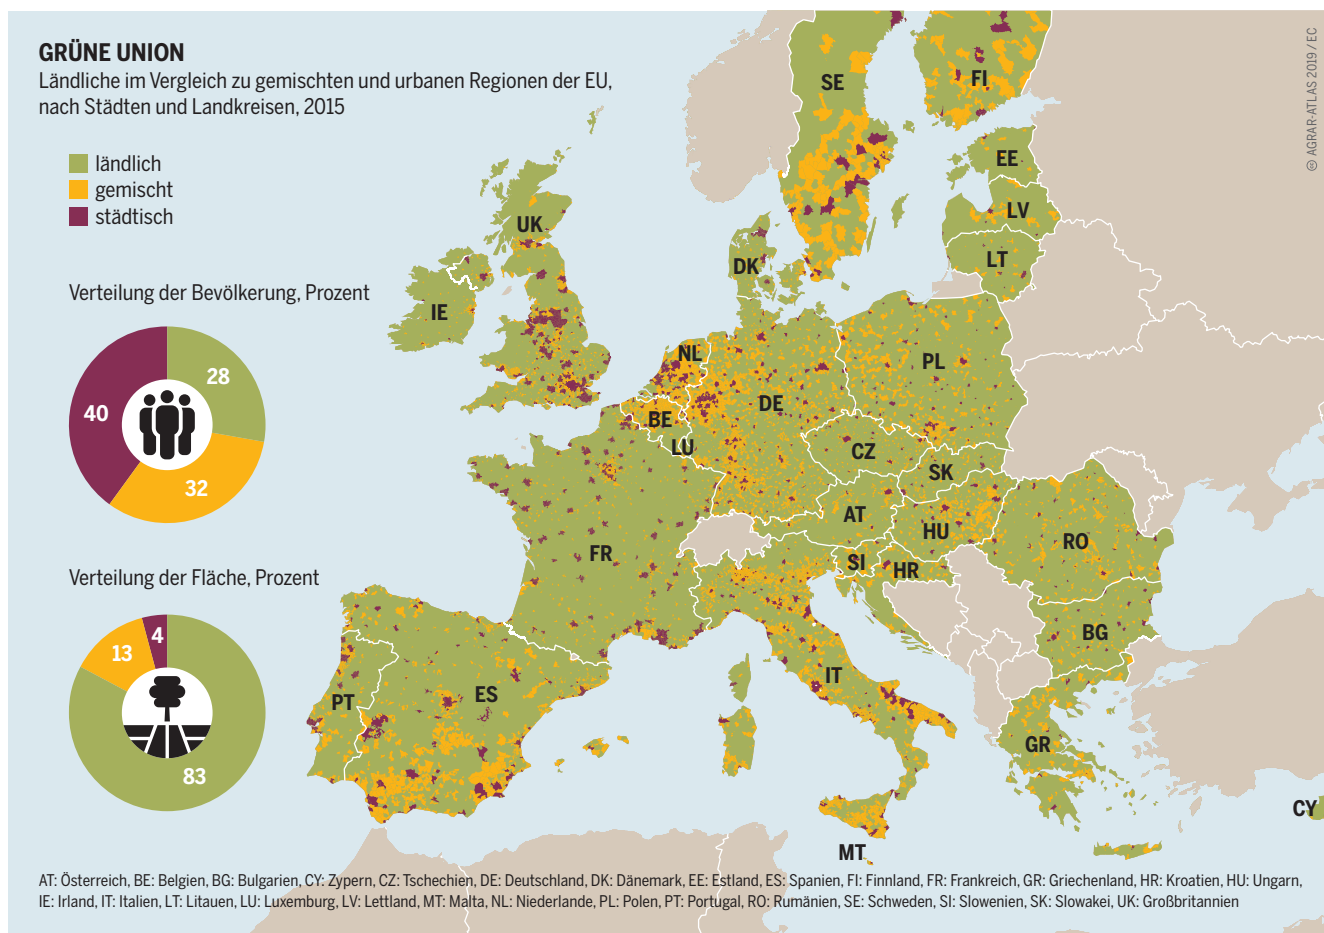 GRÜNE UNION
Ländliche im Vergleich zu gemischten und urbanen Regionen der EU,
nach Städten und Landkreisen, 2015
ländlich
gemischt
städtisch
Verteilung der Bevölkerung, Prozent
28
40
32
Verteilung der Fläche, Prozent
4
13
83
SE
FI
EE
LV
LT
UK
DK
IE
NL
PL
DE
BE
LU
CZ
SK
AT
HU
FR
RO
SI
HR
BG
IT
ES
PT
GR
CY
MT
AT: Österreich, BE: Belgien, BG: Bulgarien, CY: Zypern, CZ: Tschechien, DE: Deutschland, DK: Dänemark, EE: Estland, ES: Spanien, FI: Finnland, FR: Frankreich, GR: Griechenland, HR: Kroatien, HU: Ungarn,
IE: Irland, IT: Italien, LT: Litauen, LU: Luxemburg, LV: Lettland, MT: Malta, NL: Niederlande, PL: Polen, PT: Portugal, RO: Rumänien, SE: Schweden, SI: Slowenien, SK: Slowakei, UK: Großbritannien
AGRAR-ATLAS 2019 / EC